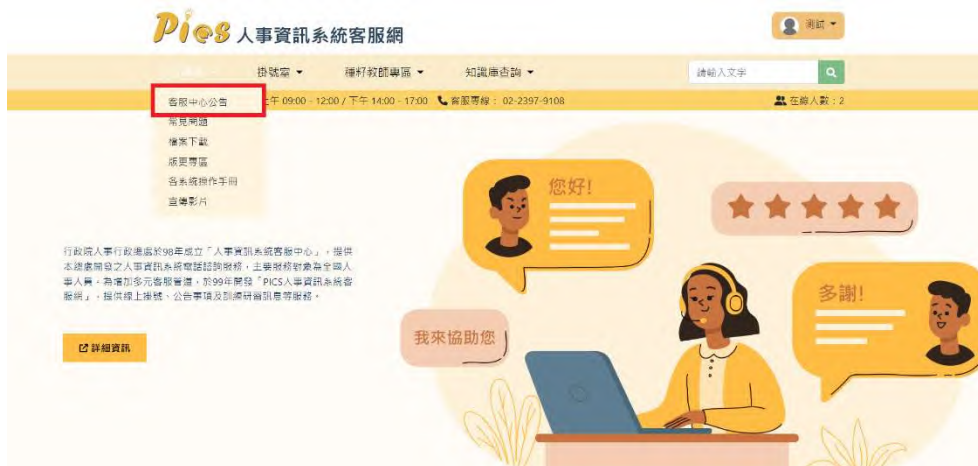 Pics 人事資訊系統客服網
測試
掛號室
種籽教師專區
知識庫查詢
請輸入文字
客服中心公告
上午 09:00 - 12:00 / 下午 14:00 - 17:00 客服專線： 02-2397-9108
在線人數：2
常見問題
檔案下載
版更專區
各系統操作手冊
宣傳影片
您好!
行政院人事行政總處於98年成立「人事資訊系統客服中心」，提供
本總處開發之人事資訊系統電話諮詢服務，主要服務對象為全國人
事人員。為增加多元客服管道，於99年開發「PICS人事資訊系統客
服網」，提供線上掛號、公告事項及訓練研習訊息等服務。
多謝!
我來協助您
詳細資訊